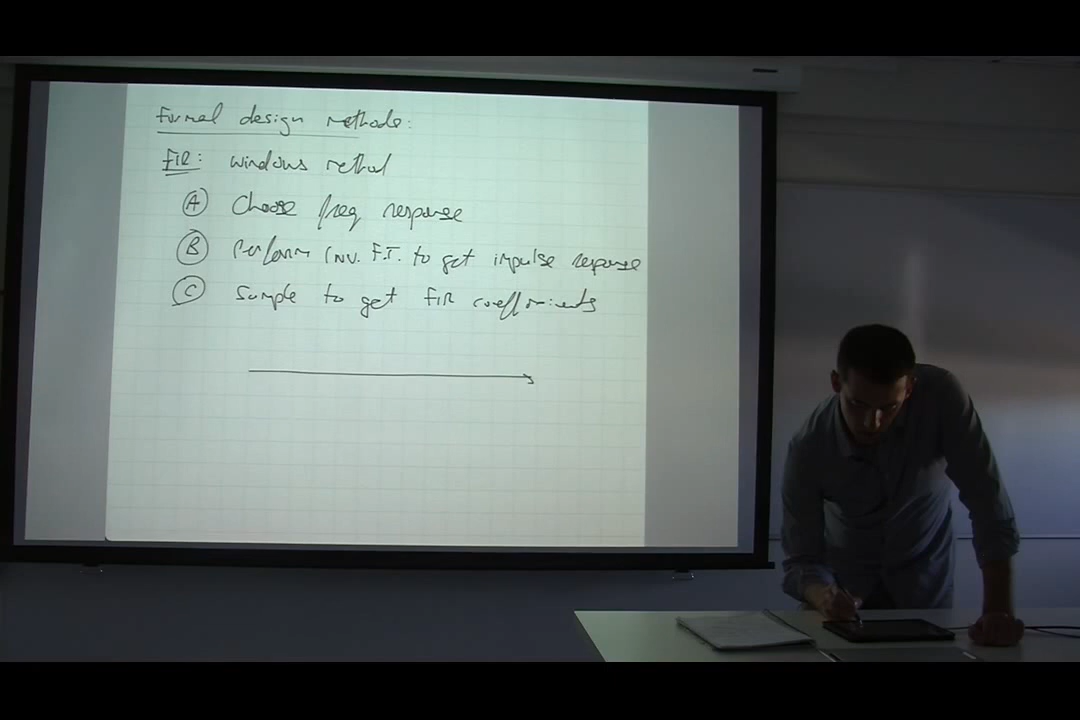 Formal design methods:
FIR: Windows method
A Choose freq response
B Perform inv. F.T. to get impulse response
C Sample to get FIR coefficients